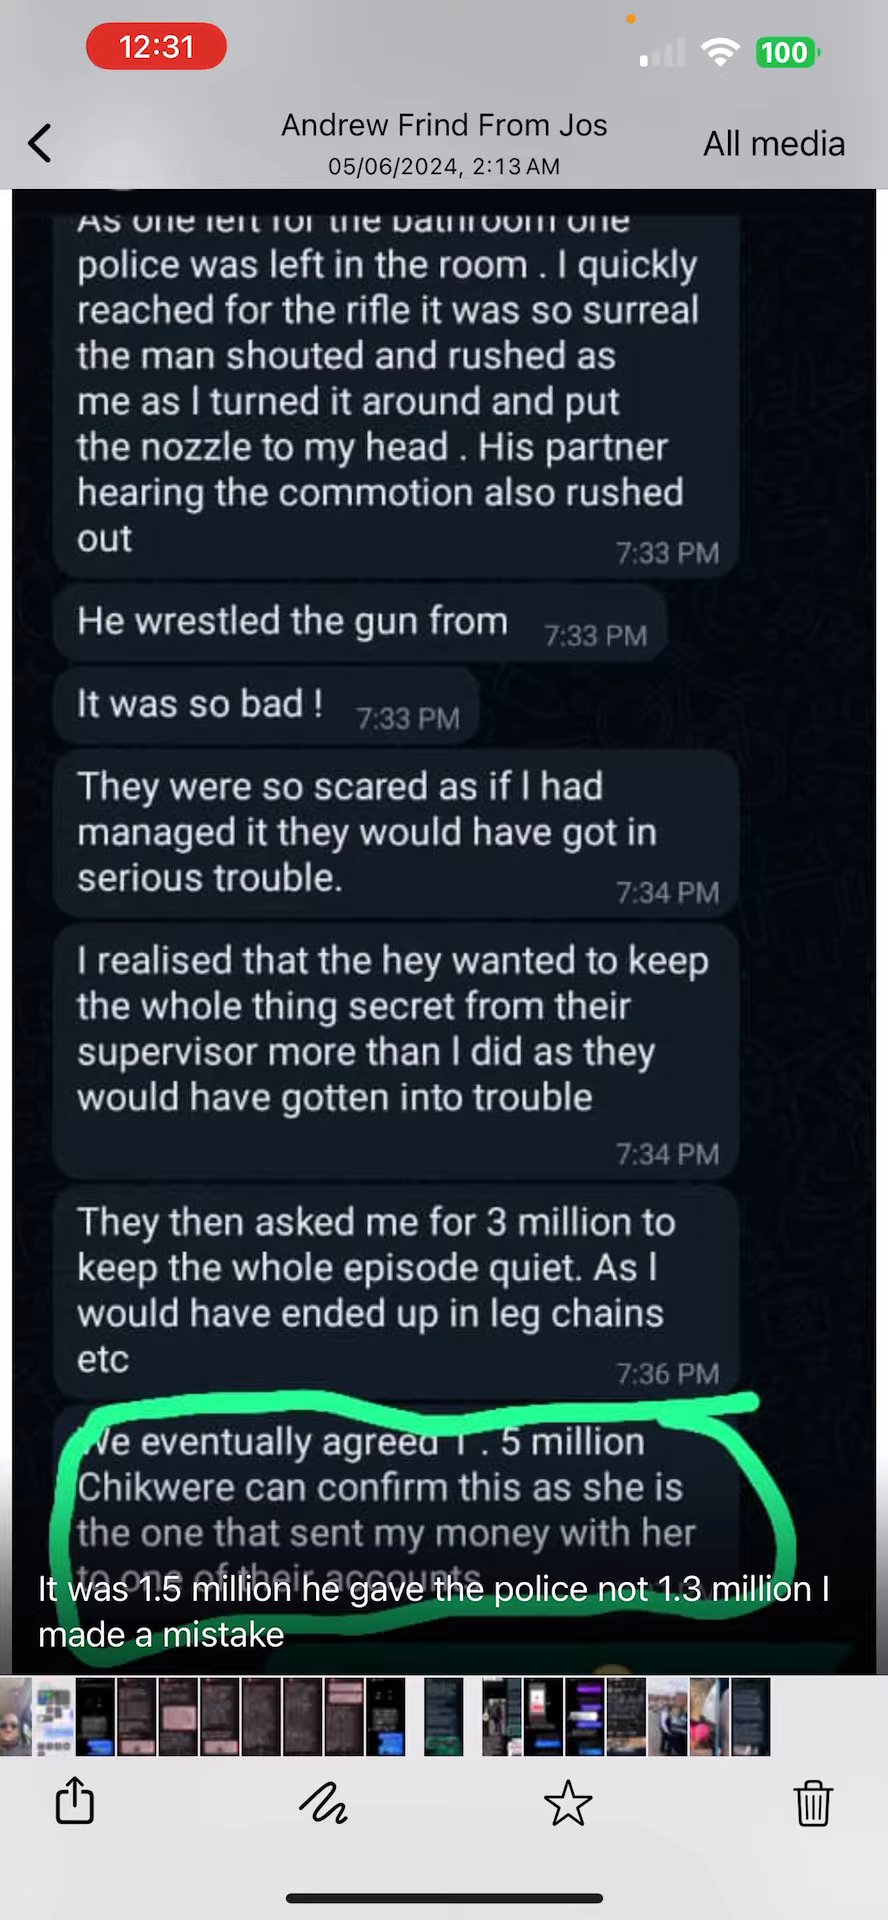 12:31
100
Andrew Frind From Jos
05/06/2024, 2:13 AM
All media
As one left for the bathroom one
police was left in the room . I quickly
reached for the rifle it was so surreal
the man shouted and rushed as
me as I turned it around and put
the nozzle to my head . His partner
hearing the commotion also rushed
out
7:33 PM
He wrestled the gun from
7:33 PM
It was so bad !
7:33 PM
They were so scared as if I had
managed it they would have got in
serious trouble.
7:34 PM
I realised that the hey wanted to keep
the whole thing secret from their
supervisor more than I did as they
would have gotten into trouble
7:34 PM
They then asked me for 3 million to
keep the whole episode quiet. As I
would have ended up in leg chains
etc
7:36 PM
We eventually agreed 1 . 5 million
Chikwere can confirm this as she is
the one that sent my money with her
to one of their accounts
It was 1.5 million he gave the police not 1.3 million I
made a mistake